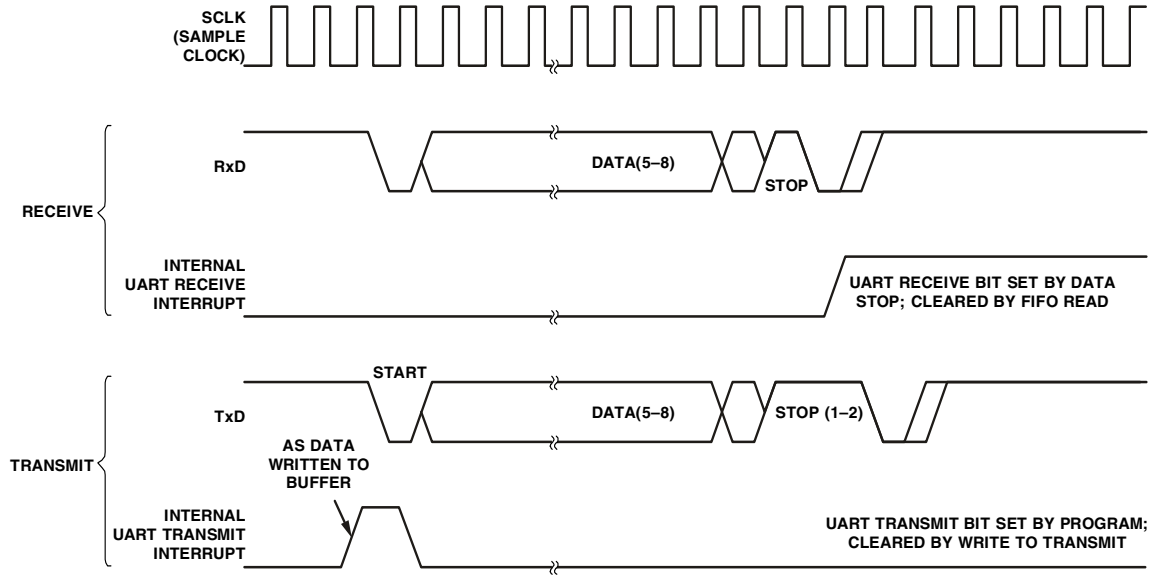 SCLK
(SAMPLE
CLOCK)
RxD
DATA(5–8)
STOP
RECEIVE
INTERNAL
UART RECEIVE
INTERRUPT
UART RECEIVE BIT SET BY DATA
STOP; CLEARED BY FIFO READ
START
TxD
DATA(5–8)
STOP (1–2)
TRANSMIT
AS DATA
WRITTEN TO
BUFFER
INTERNAL
UART TRANSMIT
INTERRUPT
UART TRANSMIT BIT SET BY PROGRAM;
CLEARED BY WRITE TO TRANSMIT